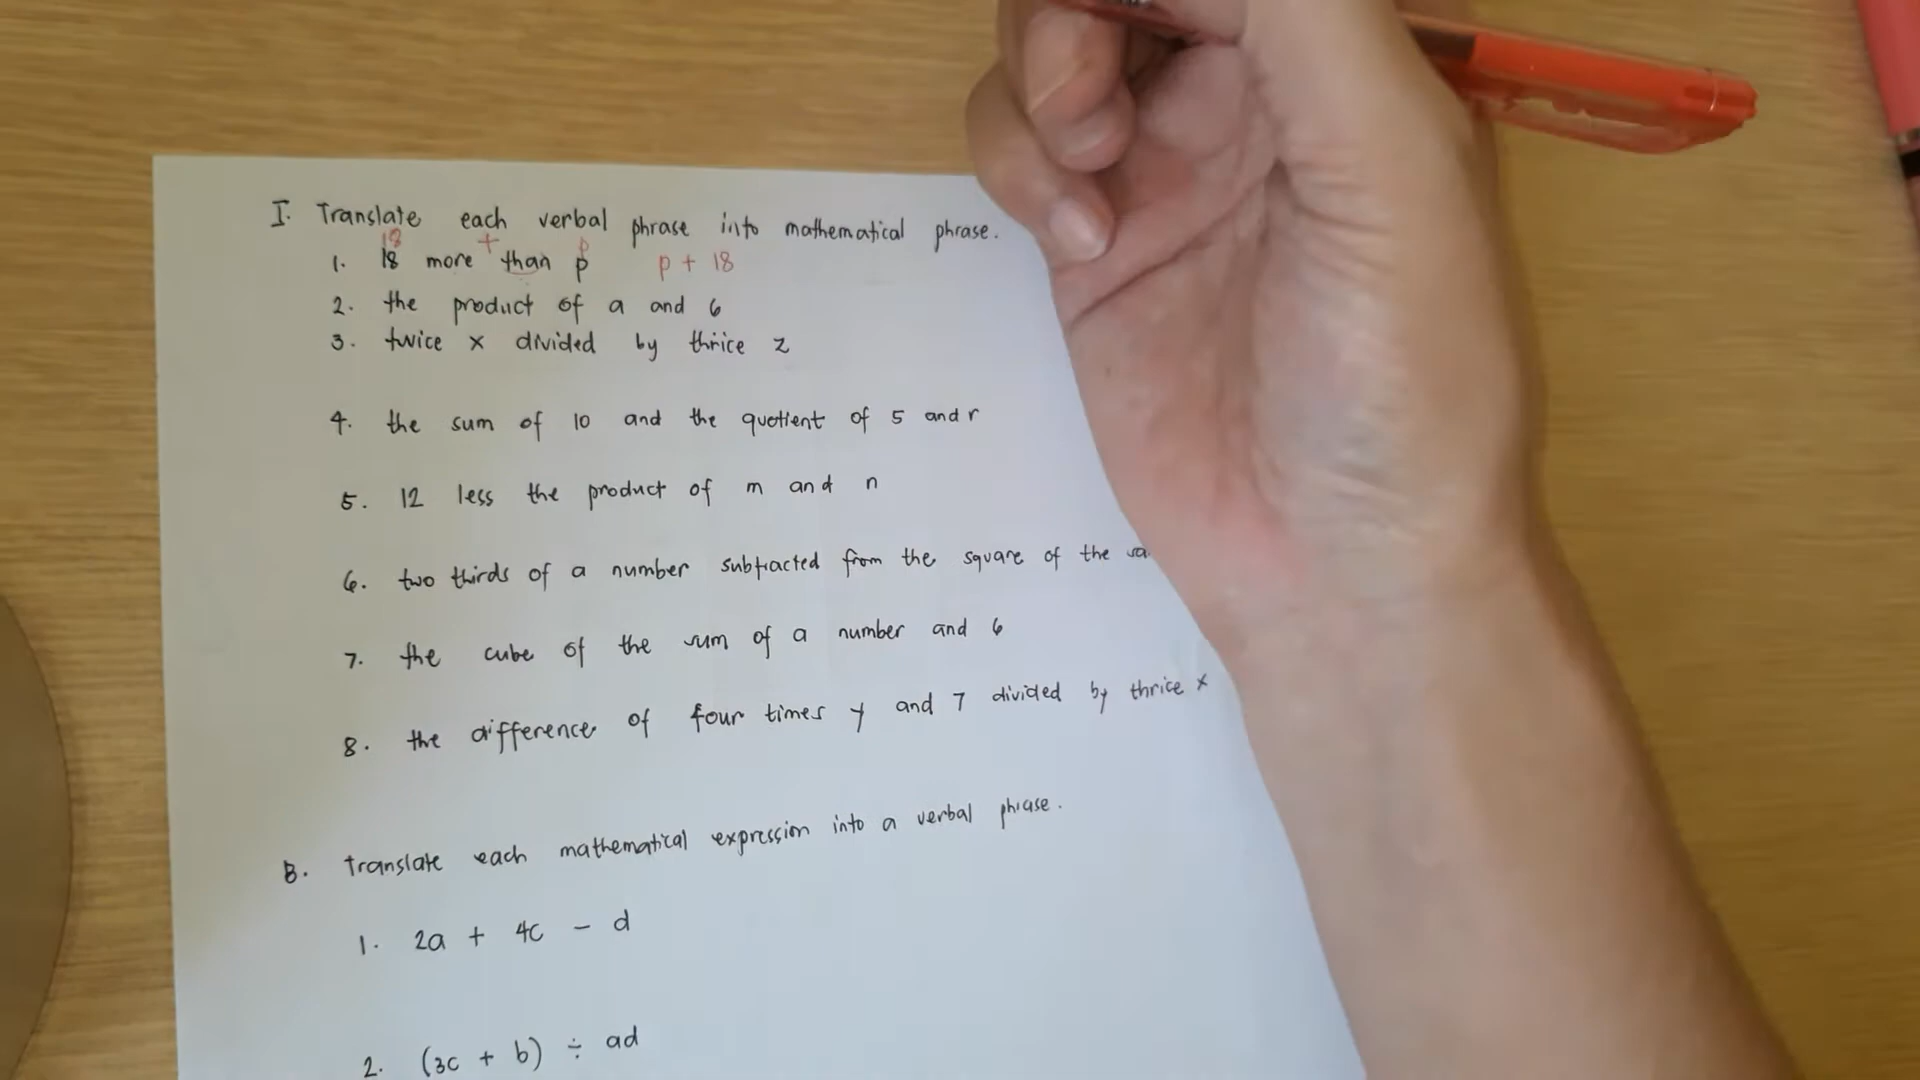 I. Translate each verbal phrase into mathematical phrase.
18 + p
1. 18 more than p p + 18
2. the product of a and 6
3. twice x divided by thrice z
4. the sum of 10 and the quotient of 5 and r
5. 12 less the product of m and n
6. two thirds of a number subtracted from the square of the
7. the cube of the sum of a number and 6
8. the difference of four times y and 7 divided by thrice x
B. Translate each mathematical expression into a verbal phrase.
1. 2a + 4c - d
2. (3c + b) ÷ ad